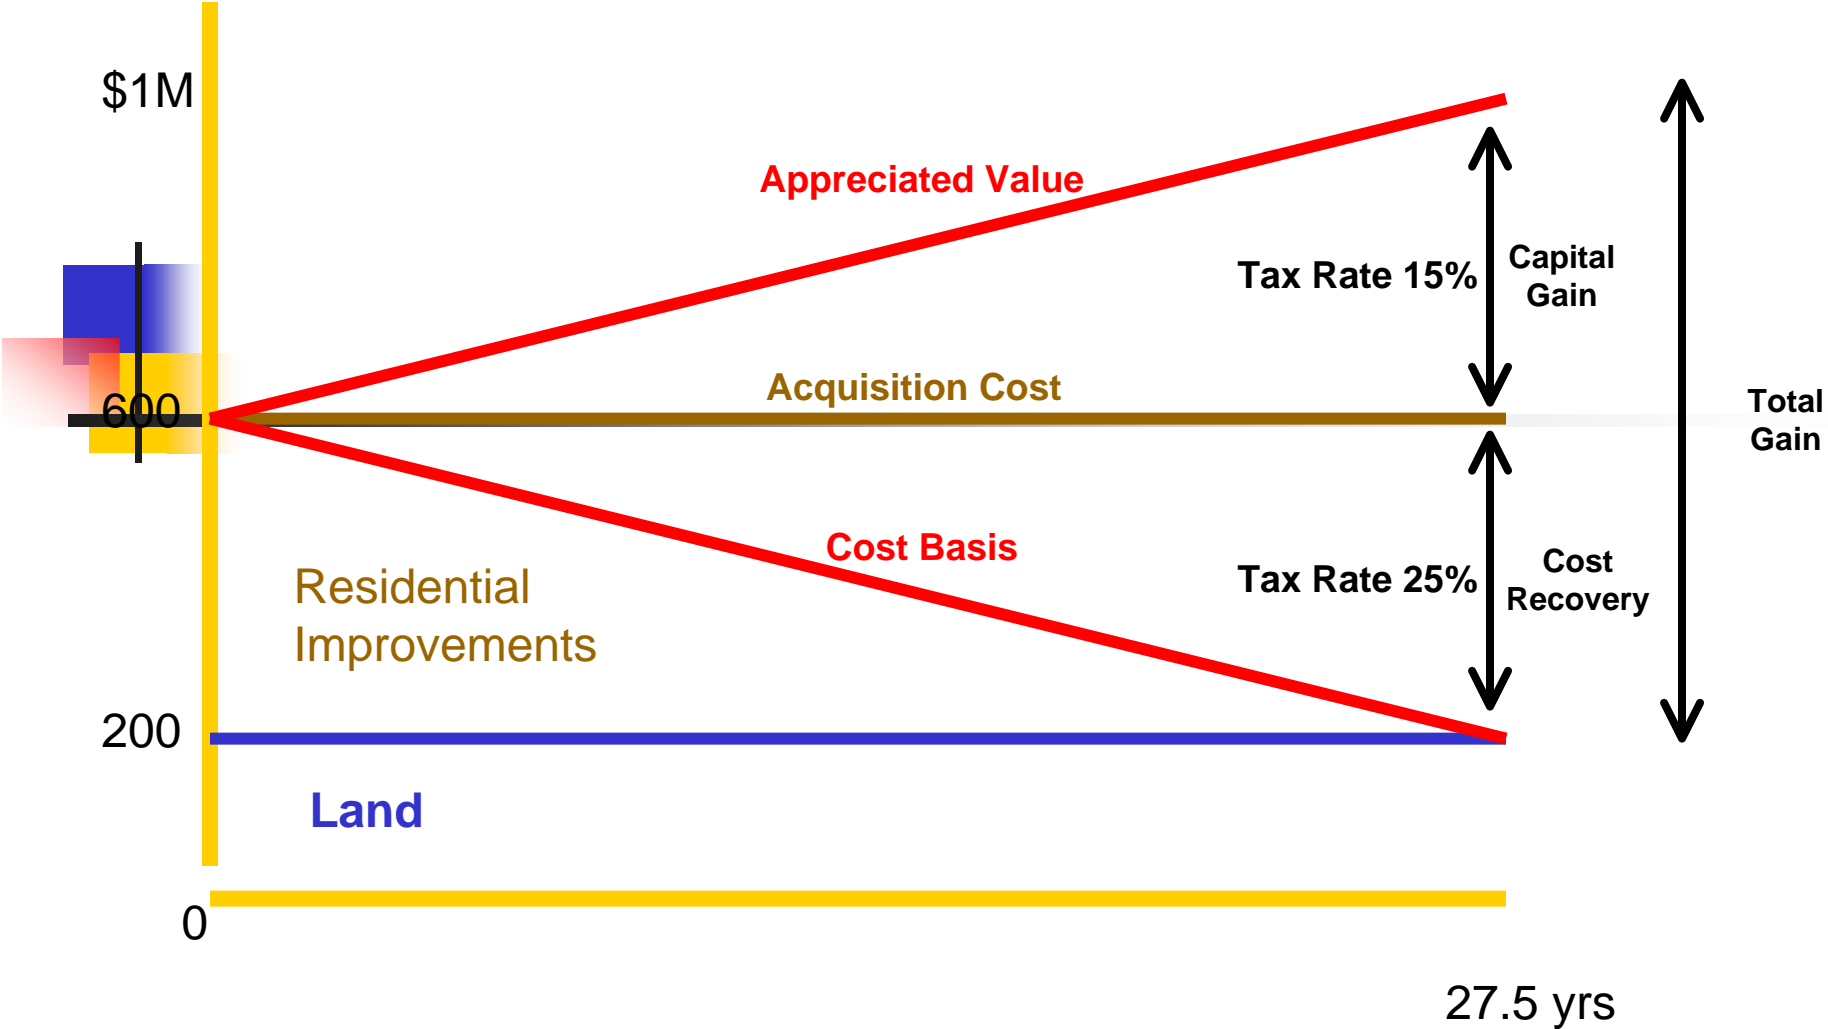 $1M
Appreciated Value
Tax Rate 15%
Capital
Gain
Acquisition Cost
600
Total
Gain
Cost Basis
Tax Rate 25%
Cost
Recovery
Residential
Improvements
200
Land
0
27.5 yrs